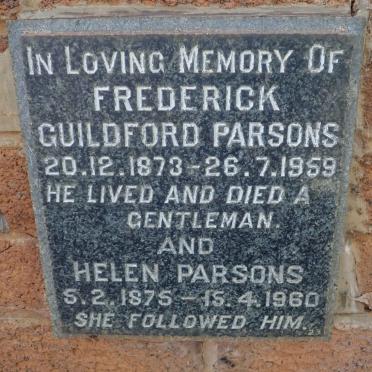 IN LOVING MEMORY OF
FREDERICK
GUILDFORD PARSONS
20.12.1873-26.7.1959
HE LIVED AND DIED A
GENTLEMAN.
AND
HELEN PARSONS
5.2.1875-15.4.1960
SHE FOLLOWED HIM.